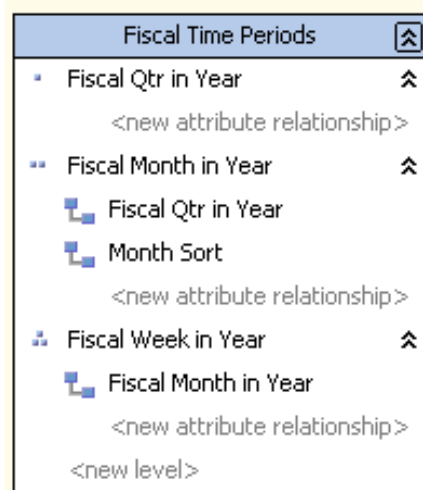 Fiscal Time Periods
Fiscal Qtr in Year
<new attribute relationship>
Fiscal Month in Year
Fiscal Qtr in Year
Month Sort
<new attribute relationship>
Fiscal Week in Year
Fiscal Month in Year
<new attribute relationship>
<new level>